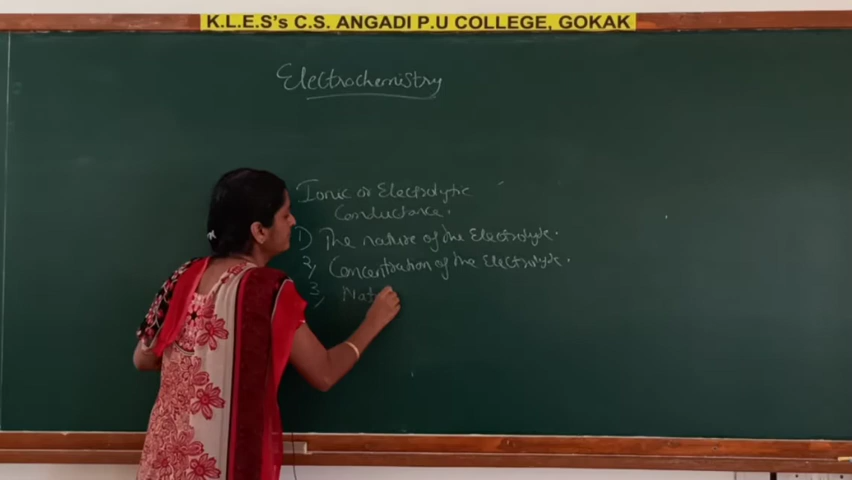 K.L.E.S's C.S. ANGADI P.U COLLEGE, GOKAK
Electrochemistry
Ionic or Electrolytic
Conductance.
1) The nature of the Electrolyte.
2, Concentration of the Electrolyte.
3, Nat